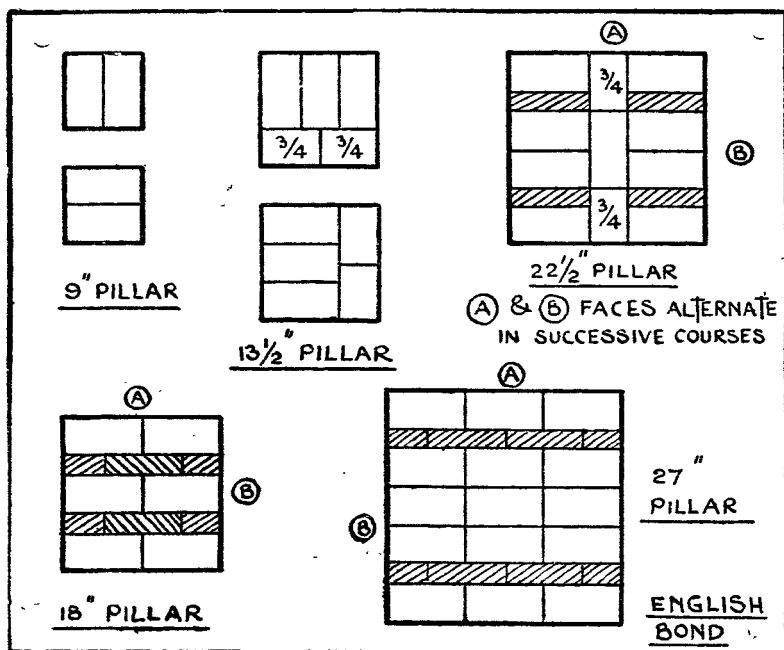 A
3/4
B
3/4
9" PILLAR
3/4 3/4
13½" PILLAR
22½" PILLAR
A & B FACES ALTERNATE
IN SUCCESSIVE COURSES
A
B
18" PILLAR
A
B
27"
PILLAR
ENGLISH
BOND